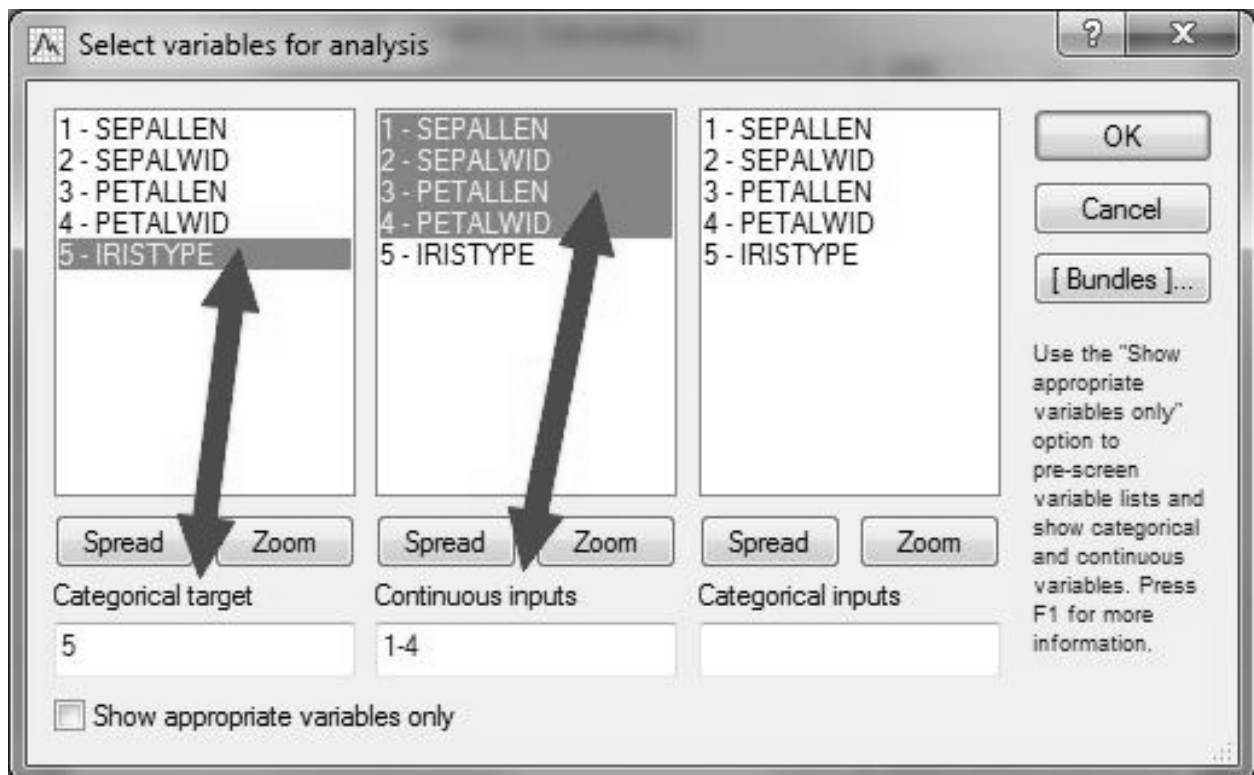 Select variables for analysis
?
X
1 - SEPALLEN
2 - SEPALWID
3 - PETALLEN
4 - PETALWID
5 - IRISTYPE
1 - SEPALLEN
2 - SEPALWID
3 - PETALLEN
4 - PETALWID
5 - IRISTYPE
1 - SEPALLEN
2 - SEPALWID
3 - PETALLEN
4 - PETALWID
5 - IRISTYPE
OK
Cancel
[ Bundles ]...
Use the "Show
appropriate
variables only"
option to
pre-screen
variable lists and
show categorical
and continuous
variables. Press
F1 for more
information.
Spread
Zoom
Spread
Zoom
Spread
Zoom
Categorical target
Continuous inputs
Categorical inputs
5
1-4
Show appropriate variables only